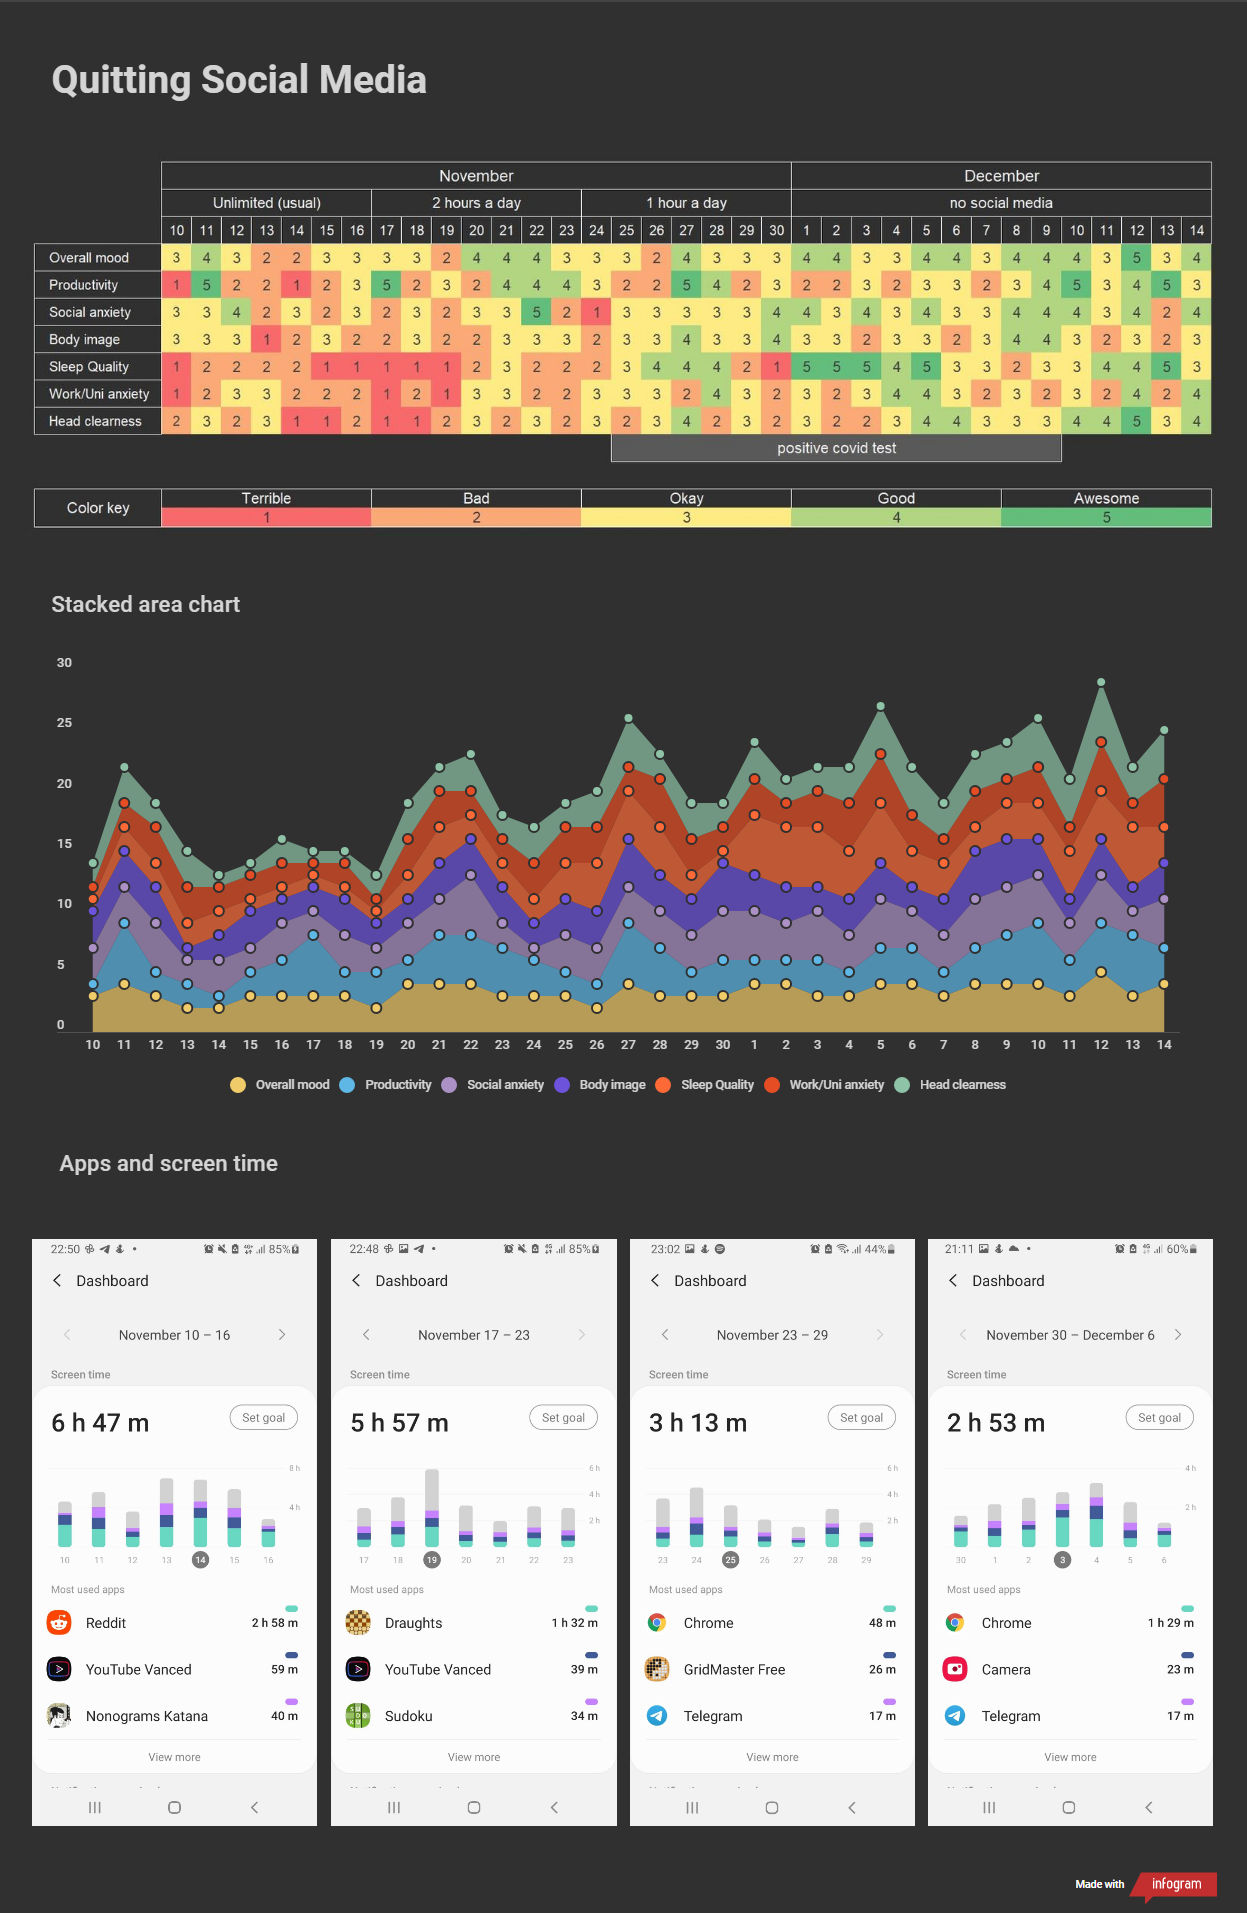 Quitting Social Media
November December
Unlimited (usual) 2 hours a day 1 hour a day no social media
10 11 12 13 14 15 16 17 18 19 20 21 22 23 24 25 26 27 28 29 30 1 2 3 4 5 6 7 8 9 10 11 12 13 14
Overall mood 3 4 3 2 2 3 3 3 3 2 4 4 4 3 3 3 2 4 3 3 3 4 4 3 3 4 4 3 4 4 4 3 5 3 4
Productivity 1 5 2 2 1 2 3 5 2 3 2 4 4 4 3 2 2 5 4 2 3 2 2 3 2 3 3 2 3 4 5 3 4 5 3
Social anxiety 3 3 4 2 3 2 3 2 3 2 3 3 5 2 1 3 3 3 3 3 4 4 3 4 3 4 3 3 4 4 4 3 4 2 4
Body image 3 3 3 1 2 3 2 2 3 2 2 3 3 3 2 3 3 4 3 3 4 3 3 2 3 3 2 3 4 4 3 2 3 2 3
Sleep Quality 1 2 2 2 2 1 1 1 1 1 2 3 2 2 2 3 4 4 4 2 1 5 5 5 4 5 3 3 2 3 3 4 4 5 3
Work/Uni anxiety 1 2 3 3 2 2 2 1 2 1 3 3 2 2 3 3 3 2 4 3 2 3 2 3 4 4 3 2 3 2 3 2 4 2 4
Head clearness 2 3 2 3 1 1 2 1 1 2 3 2 3 2 3 2 3 4 2 3 2 3 2 2 3 4 4 3 3 3 4 4 5 3 4
positive covid test
Color key Terrible Bad Okay Good Awesome
1 2 3 4 5
Stacked area chart
30
25
20
15
10
5
0
10 11 12 13 14 15 16 17 18 19 20 21 22 23 24 25 26 27 28 29 30 1 2 3 4 5 6 7 8 9 10 11 12 13 14
Overall mood Productivity Social anxiety Body image Sleep Quality Work/Uni anxiety Head clearness
Apps and screen time
22:50 85%
Dashboard
November 10 – 16
Screen time
6 h 47 m Set goal
8 h
4 h
10 11 12 13 14 15 16
Most used apps
Reddit 2 h 58 m
YouTube Vanced 59 m
Nonograms Katana 40 m
View more
22:48 85%
Dashboard
November 17 – 23
Screen time
5 h 57 m Set goal
6 h
4 h
2 h
17 18 19 20 21 22 23
Most used apps
Draughts 1 h 32 m
YouTube Vanced 39 m
Sudoku 34 m
View more
23:02 44%
Dashboard
November 23 – 29
Screen time
3 h 13 m Set goal
6 h
4 h
2 h
23 24 25 26 27 28 29
Most used apps
Chrome 48 m
GridMaster Free 26 m
Telegram 17 m
View more
21:11 60%
Dashboard
November 30 – December 6
Screen time
2 h 53 m Set goal
4 h
2 h
30 1 2 3 4 5 6
Most used apps
Chrome 1 h 29 m
Camera 23 m
Telegram 17 m
View more
Made with infogram